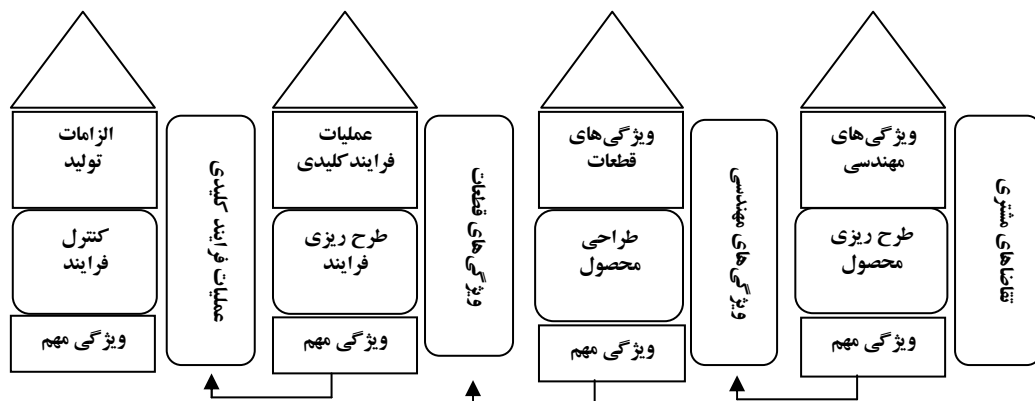 تقاضاهای مشتری
ویژگی‌های
مهندسی
طرح ریزی
محصول
ویژگی مهم
ویژگی‌های مهندسی
ویژگی‌های
قطعات
طراحی
محصول
ویژگی مهم
ویژگی‌های قطعات
عملیات
فرایند کلیدی
طرح ریزی
فرایند
ویژگی مهم
عملیات فرایند کلیدی
الزامات
تولید
کنترل
فرایند
ویژگی مهم